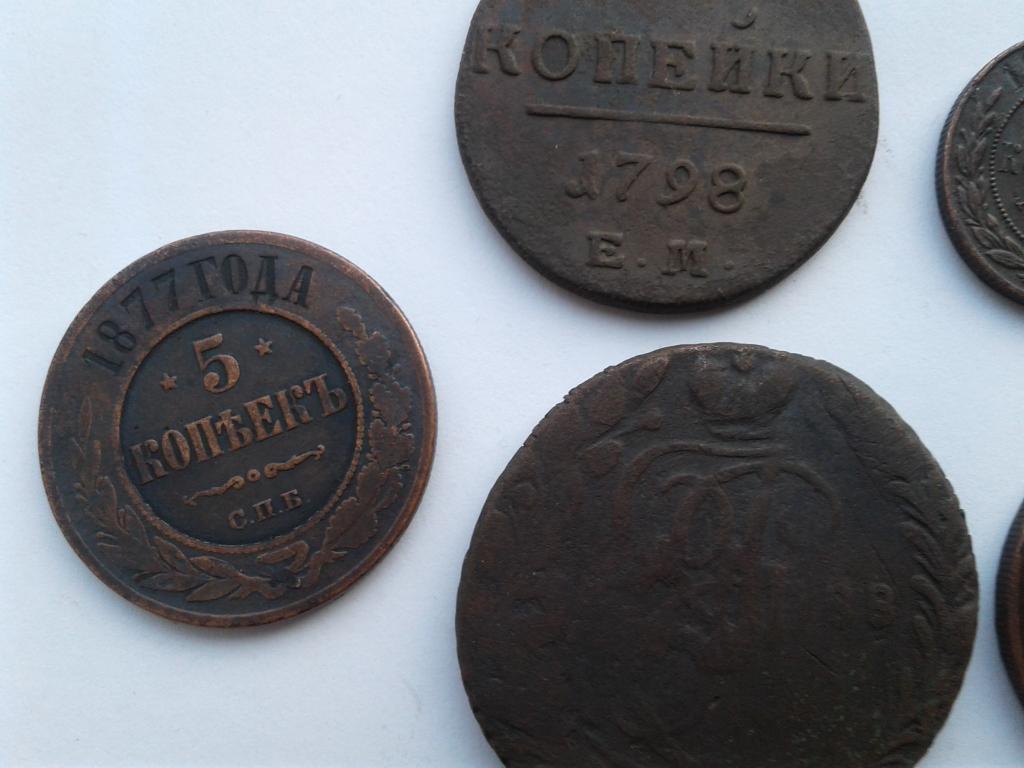 КОПЕЙКИ
1798
Е.М.
1877 ГОДА
* 5 *
КОПѢЕКЪ
С.П.Б.